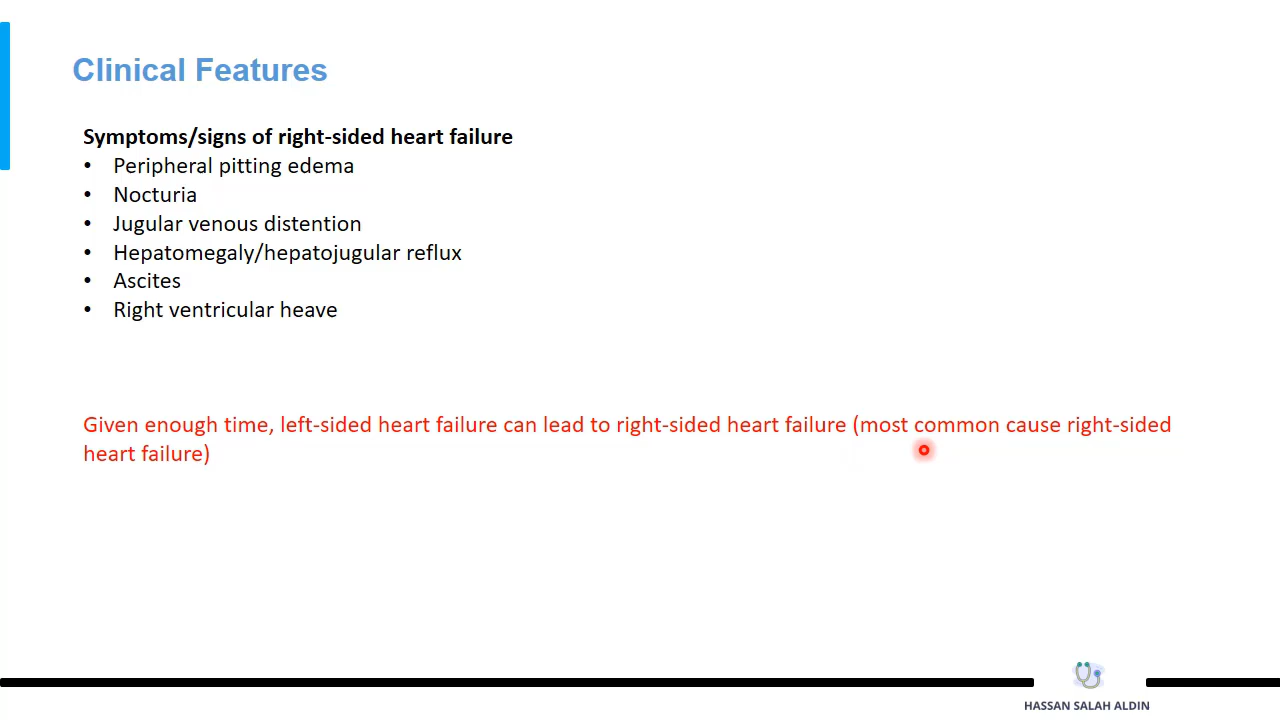 Clinical Features
Symptoms/signs of right-sided heart failure
• Peripheral pitting edema
• Nocturia
• Jugular venous distention
• Hepatomegaly/hepatojugular reflux
• Ascites
• Right ventricular heave
Given enough time, left-sided heart failure can lead to right-sided heart failure (most common cause right-sided
heart failure)
HASSAN SALAH ALDIN